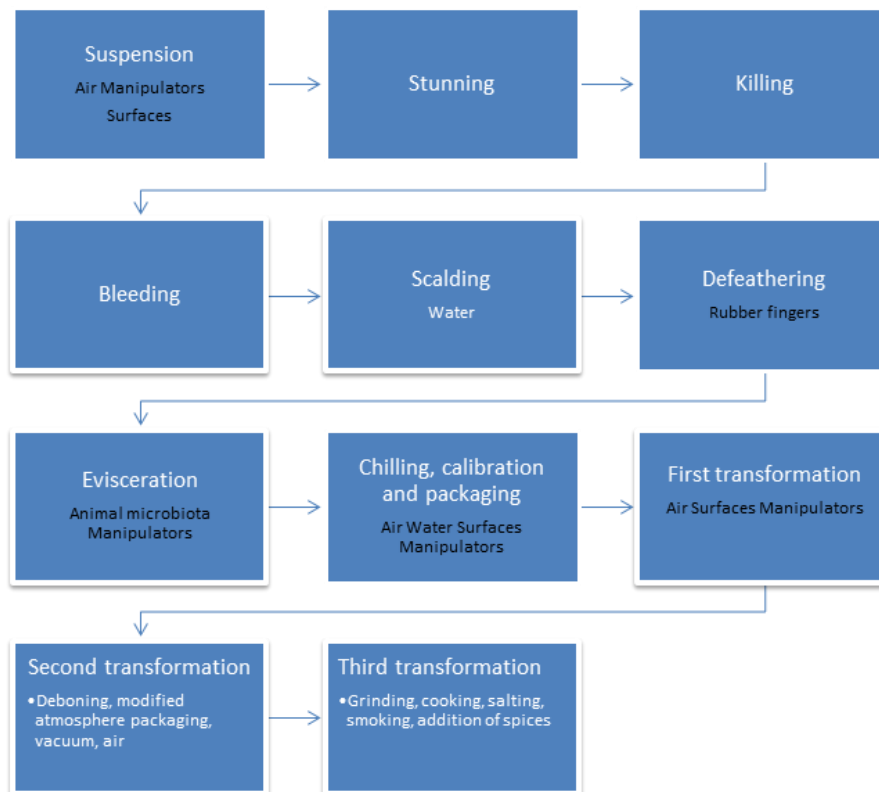 Suspension
Air Manipulators
Surfaces
Stunning
Killing
Bleeding
Scalding
Water
Defeathering
Rubber fingers
Evisceration
Animal microbiota
Manipulators
Chilling, calibration
and packaging
Air Water Surfaces
Manipulators
First transformation
Air Surfaces Manipulators
Second transformation
•Deboning, modified
atmosphere packaging,
vacuum, air
Third transformation
•Grinding, cooking, salting,
smoking, addition of spices